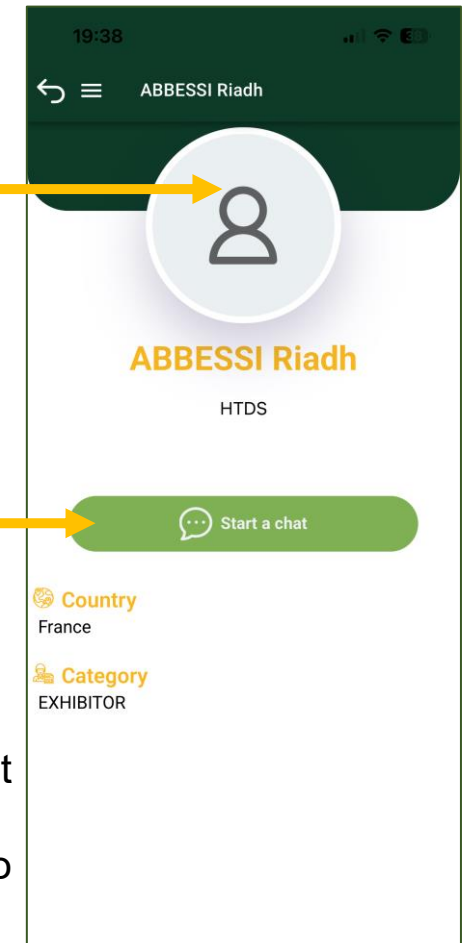 19:38
ABBESSI Riadh
ABBESSI Riadh
HTDS
Start a chat
Country
France
Category
EXHIBITOR